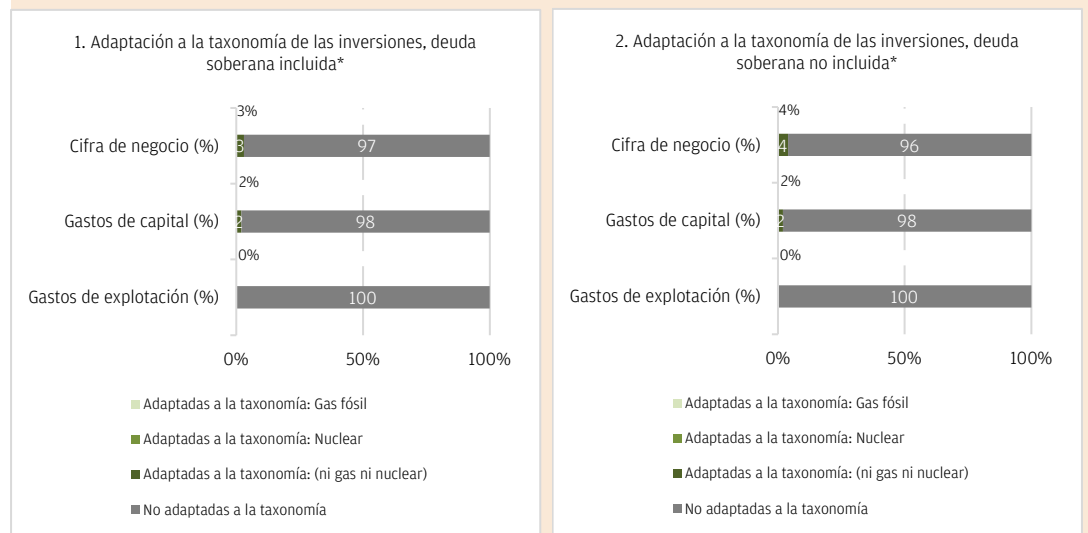 1. Adaptación a la taxonomía de las inversiones, deuda
soberana incluida*
3%
Cifra de negocio (%)
3
97
2%
Gastos de capital (%)
2
98
0%
Gastos de explotación (%)
100
0%
50%
100%
Adaptadas a la taxonomía: Gas fósil
Adaptadas a la taxonomía: Nuclear
Adaptadas a la taxonomía: (ni gas ni nuclear)
No adaptadas a la taxonomía
2. Adaptación a la taxonomía de las inversiones, deuda
soberana no incluida*
4%
Cifra de negocio (%)
4
96
2%
Gastos de capital (%)
2
98
0%
Gastos de explotación (%)
100
0%
50%
100%
Adaptadas a la taxonomía: Gas fósil
Adaptadas a la taxonomía: Nuclear
Adaptadas a la taxonomía: (ni gas ni nuclear)
No adaptadas a la taxonomía